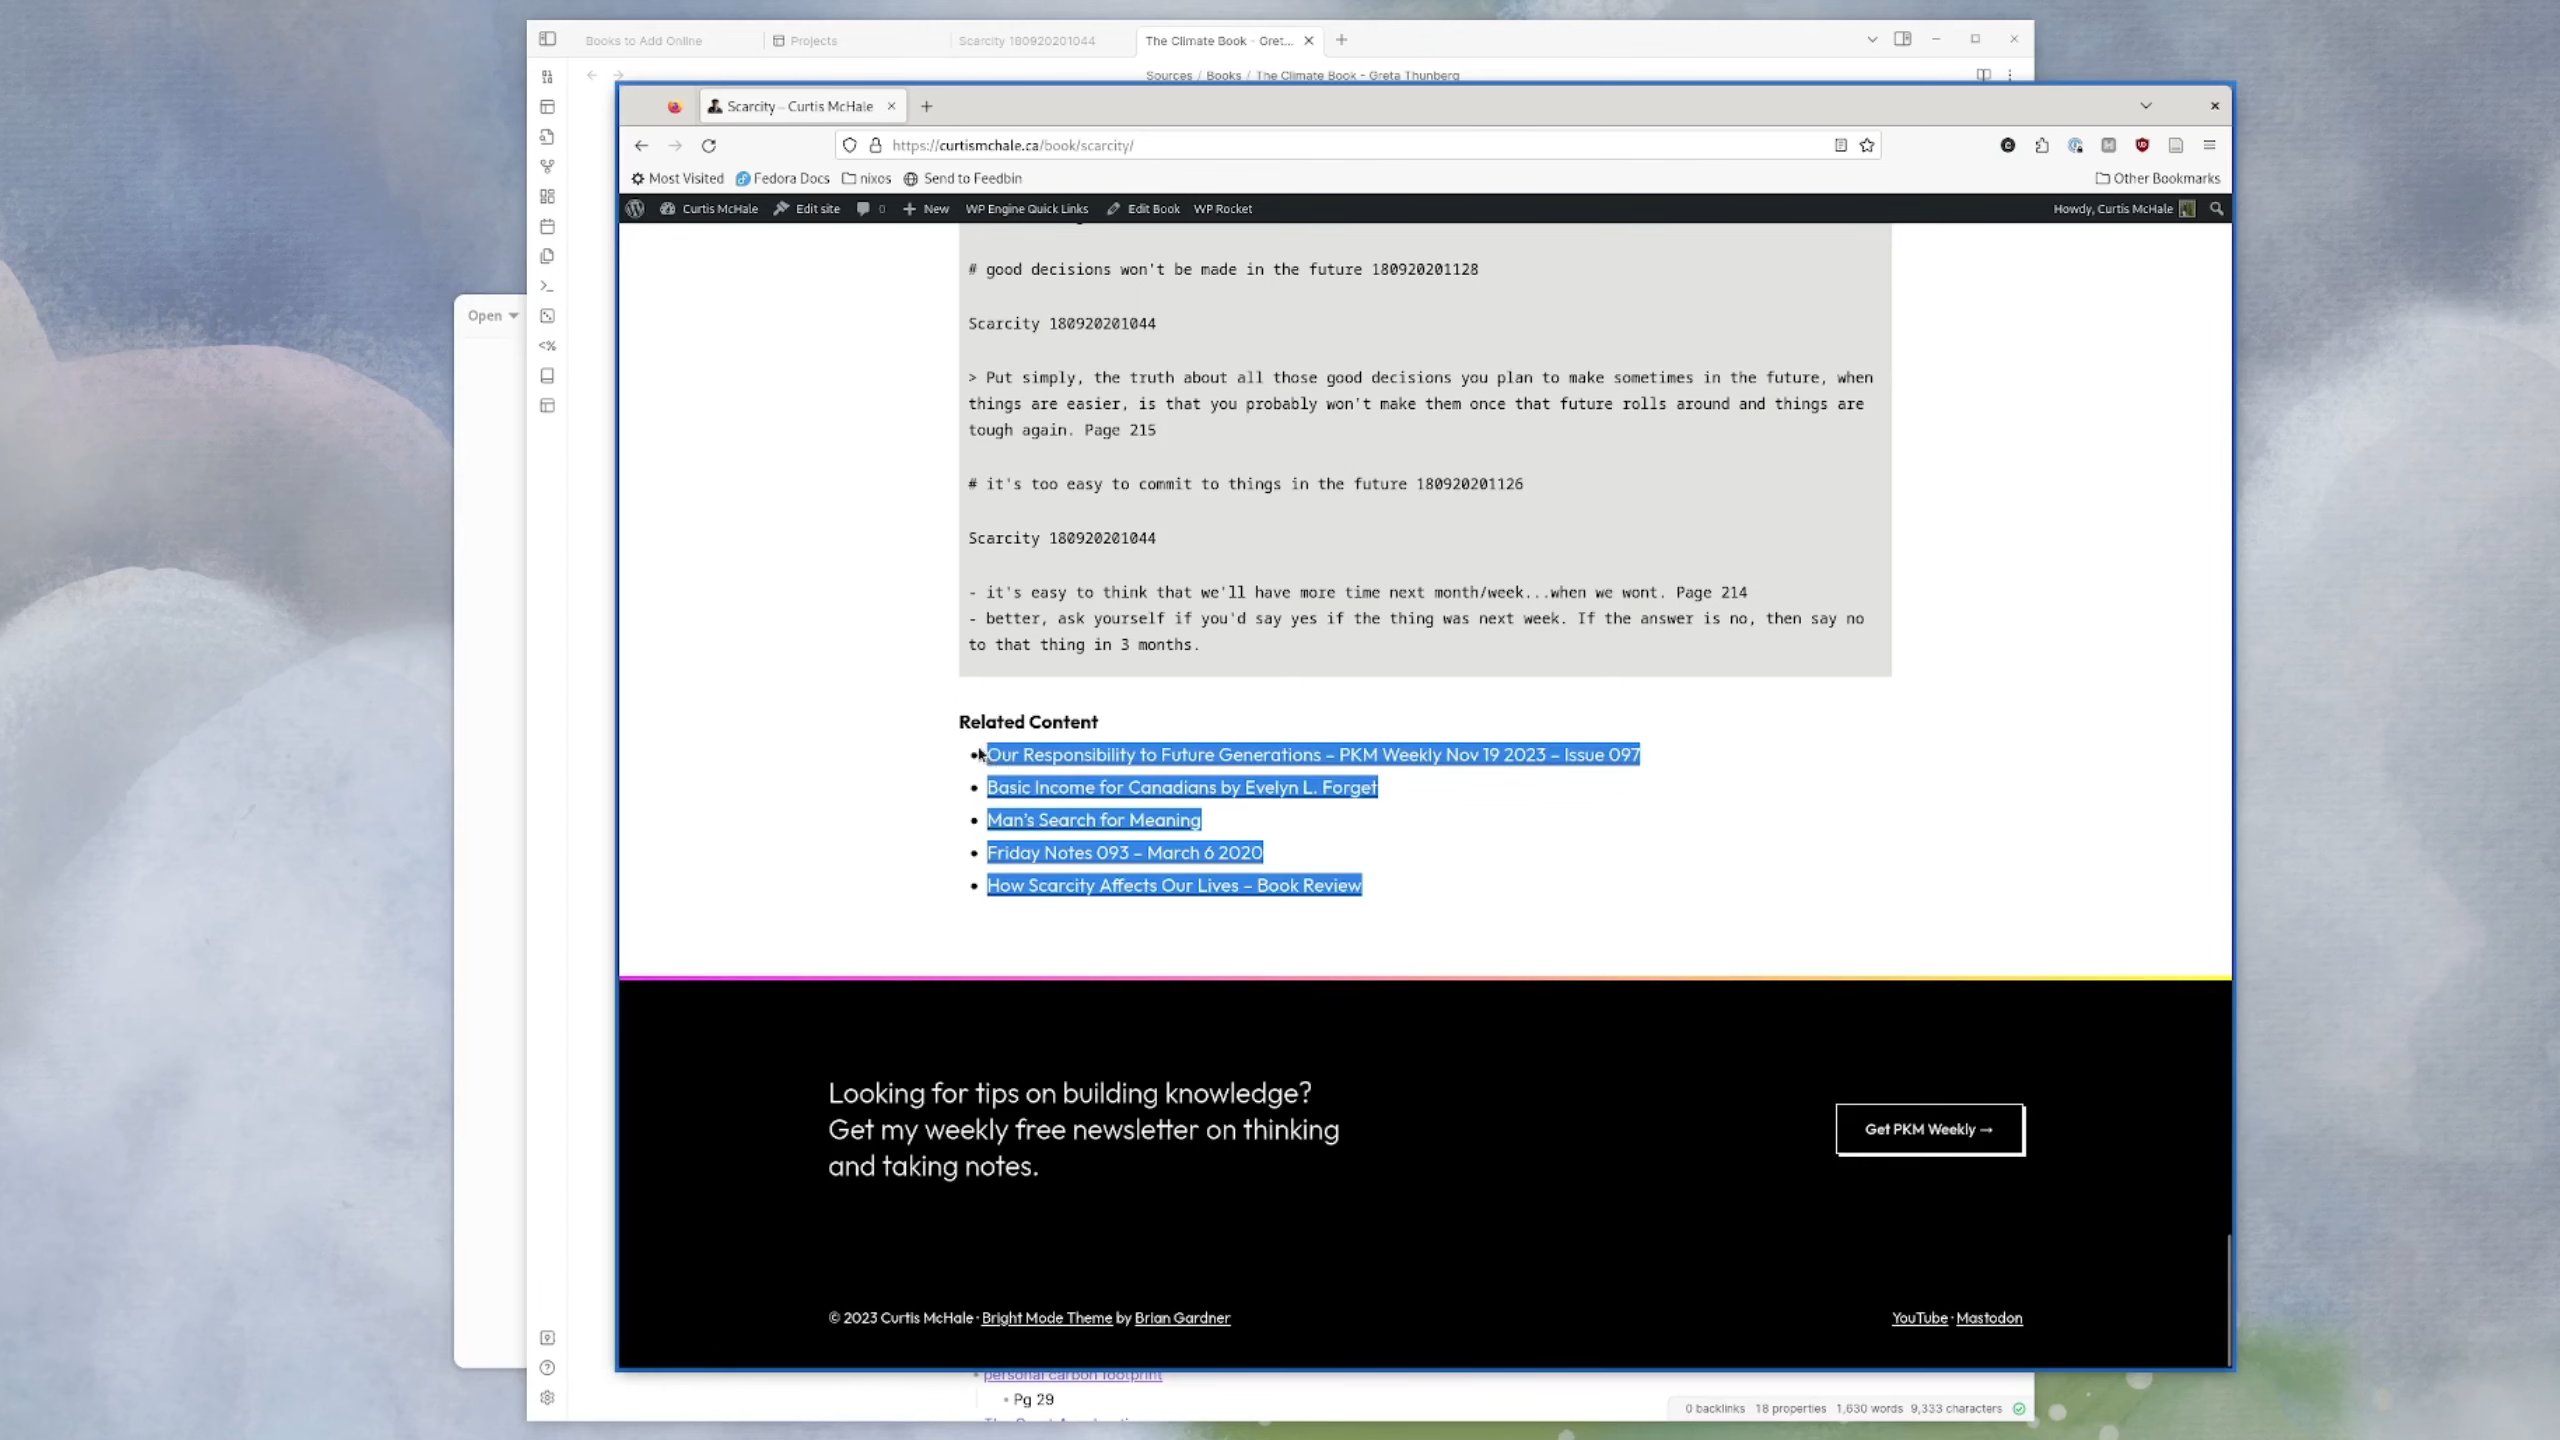 Books to Add Online
Projects
Scarcity 180920201044
The Climate Book - Gret...
Sources / Books / The Climate Book - Greta Thunberg
Open
Scarcity – Curtis McHale
https://curtismchale.ca/book/scarcity/
Most Visited
Fedora Docs
nixos
Send to Feedbin
Other Bookmarks
Curtis McHale
Edit site
0
New
WP Engine Quick Links
Edit Book
WP Rocket
Howdy, Curtis McHale
# good decisions won't be made in the future 180920201128
Scarcity 180920201044
> Put simply, the truth about all those good decisions you plan to make sometimes in the future, when
things are easier, is that you probably won't make them once that future rolls around and things are
tough again. Page 215
# it's too easy to commit to things in the future 180920201126
Scarcity 180920201044
- it's easy to think that we'll have more time next month/week...when we wont. Page 214
- better, ask yourself if you'd say yes if the thing was next week. If the answer is no, then say no
to that thing in 3 months.
Related Content
• Our Responsibility to Future Generations – PKM Weekly Nov 19 2023 – Issue 097
• Basic Income for Canadians by Evelyn L. Forget
• Man's Search for Meaning
• Friday Notes 093 – March 6 2020
• How Scarcity Affects Our Lives – Book Review
Looking for tips on building knowledge?
Get my weekly free newsletter on thinking
and taking notes.
Get PKM Weekly →
© 2023 Curtis McHale · Bright Mode Theme by Brian Gardner
YouTube · Mastodon
personal carbon footprint
• Pg 29
0 backlinks 18 properties 1,630 words 9,333 characters